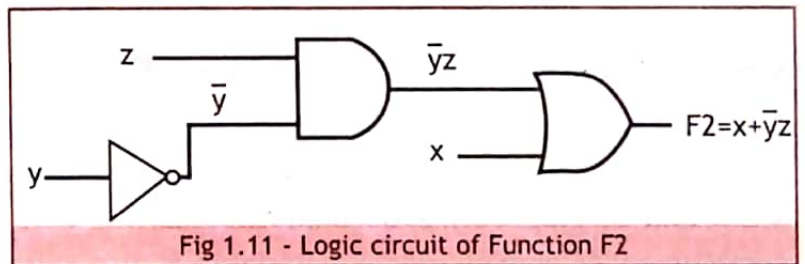 z
ȳ
ȳz
y
x
F2=x+ȳz
Fig 1.11 - Logic circuit of Function F2